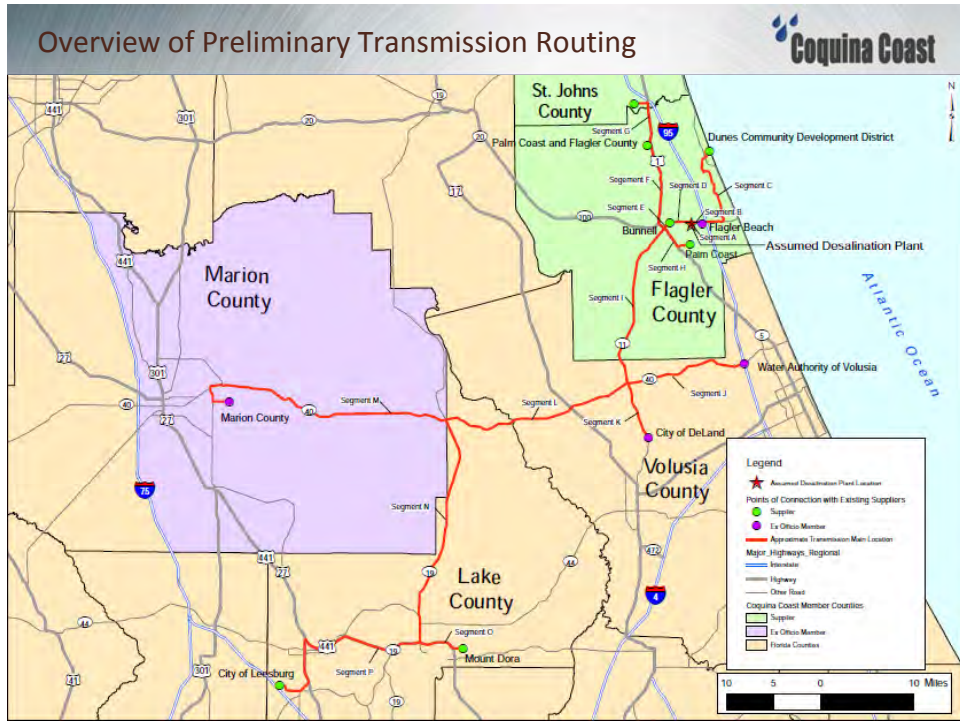 Overview of Preliminary Transmission Routing
Coquina Coast
441
301
19
20
20
17
St. Johns
County
Segment G
95
Palm Coast and Flagler County
Dunes Community Development District
1
Segement F
Segment D
Segment C
100
Segment E
Segment B
Flagler Beach
Bunnell
Segment A
Assumed Desalination Plant
Palm Coast
Segment H
Flagler
County
Segment I
N
Atlantic Ocean
441
Marion
County
27
301
11
5
Water Authority of Volusia
40
Segment J
40
Segment M
40
Segment L
Marion County
27
Segment K
City of DeLand
Volusia
County
75
Segment N
441
27
19
472
44
Lake
County
4
44
44
Segment O
441
19
Mount Dora
Segment P
City of Leesburg
301
41
19
Legend
Assumed Desalination Plant Location
Points of Connection with Existing Suppliers
Supplier
Ex Officio Member
Approximate Transmission Main Location
Major_Highways_Regional
Interstate
Highway
Other Road
Coquina Coast Member Counties
Supplier
Ex Officio Member
Florida Counties
10 5 0 10 Miles